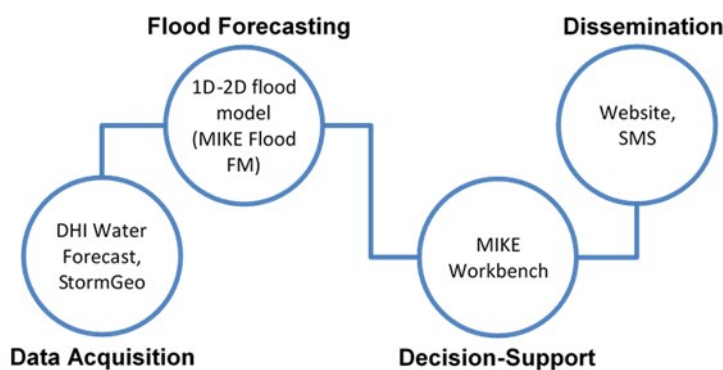 Flood Forecasting
Dissemination
1D-2D flood
model
(MIKE Flood
FM)
Website,
SMS
DHI Water
Forecast,
StormGeo
MIKE
Workbench
Data Acquisition
Decision-Support